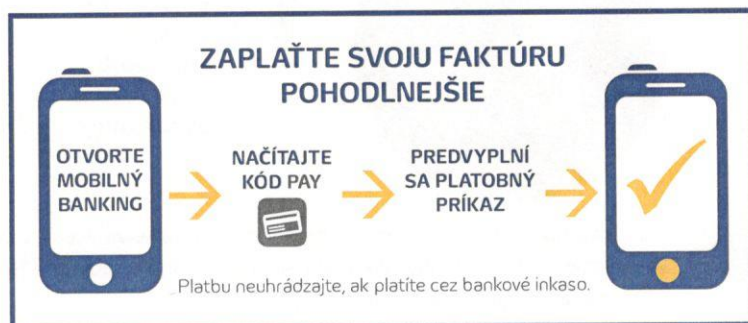 ZAPLAŤTE SVOJU FAKTÚRU
POHODLNEJŠIE
OTVORTE
MOBILNÝ
BANKING
NAČÍTAJTE
KÓD PAY
PREDVYPLNÍ
SA PLATOBNÝ
PRÍKAZ
Platbu neuhrádzajte, ak platíte cez bankové inkaso.